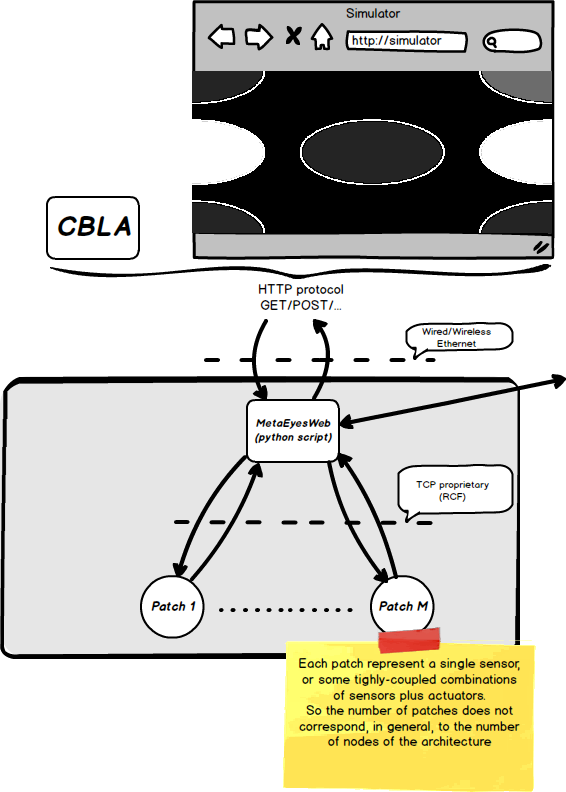 Simulator
http://simulator
CBLA
HTTP protocol
GET/POST/...
Wired/Wireless
Ethernet
MetaEyesWeb
(python script)
TCP proprietary
(RCF)
Patch 1
Patch M
Each patch represent a single sensor,
or some tighly-coupled combinations
of sensors plus actuators.
So the number of patches does not
correspond, in general, to the number
of nodes of the architecture